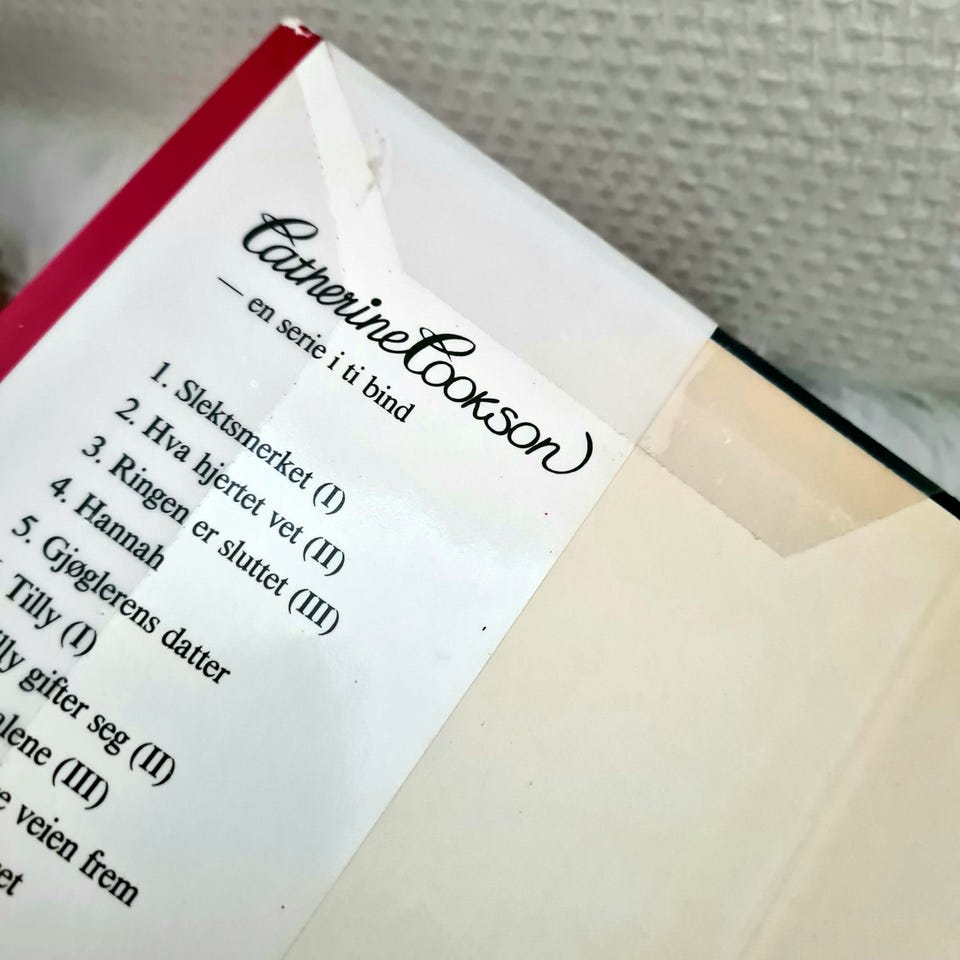 Catherine Cookson
— en serie i ti bind
1. Slektsmerket (I)
2. Hva hjertet vet (II)
3. Ringen er sluttet (III)
4. Hannah
5. Gjøglerens datter
Tilly (I)
gifter seg (II)
(III)
veien frem